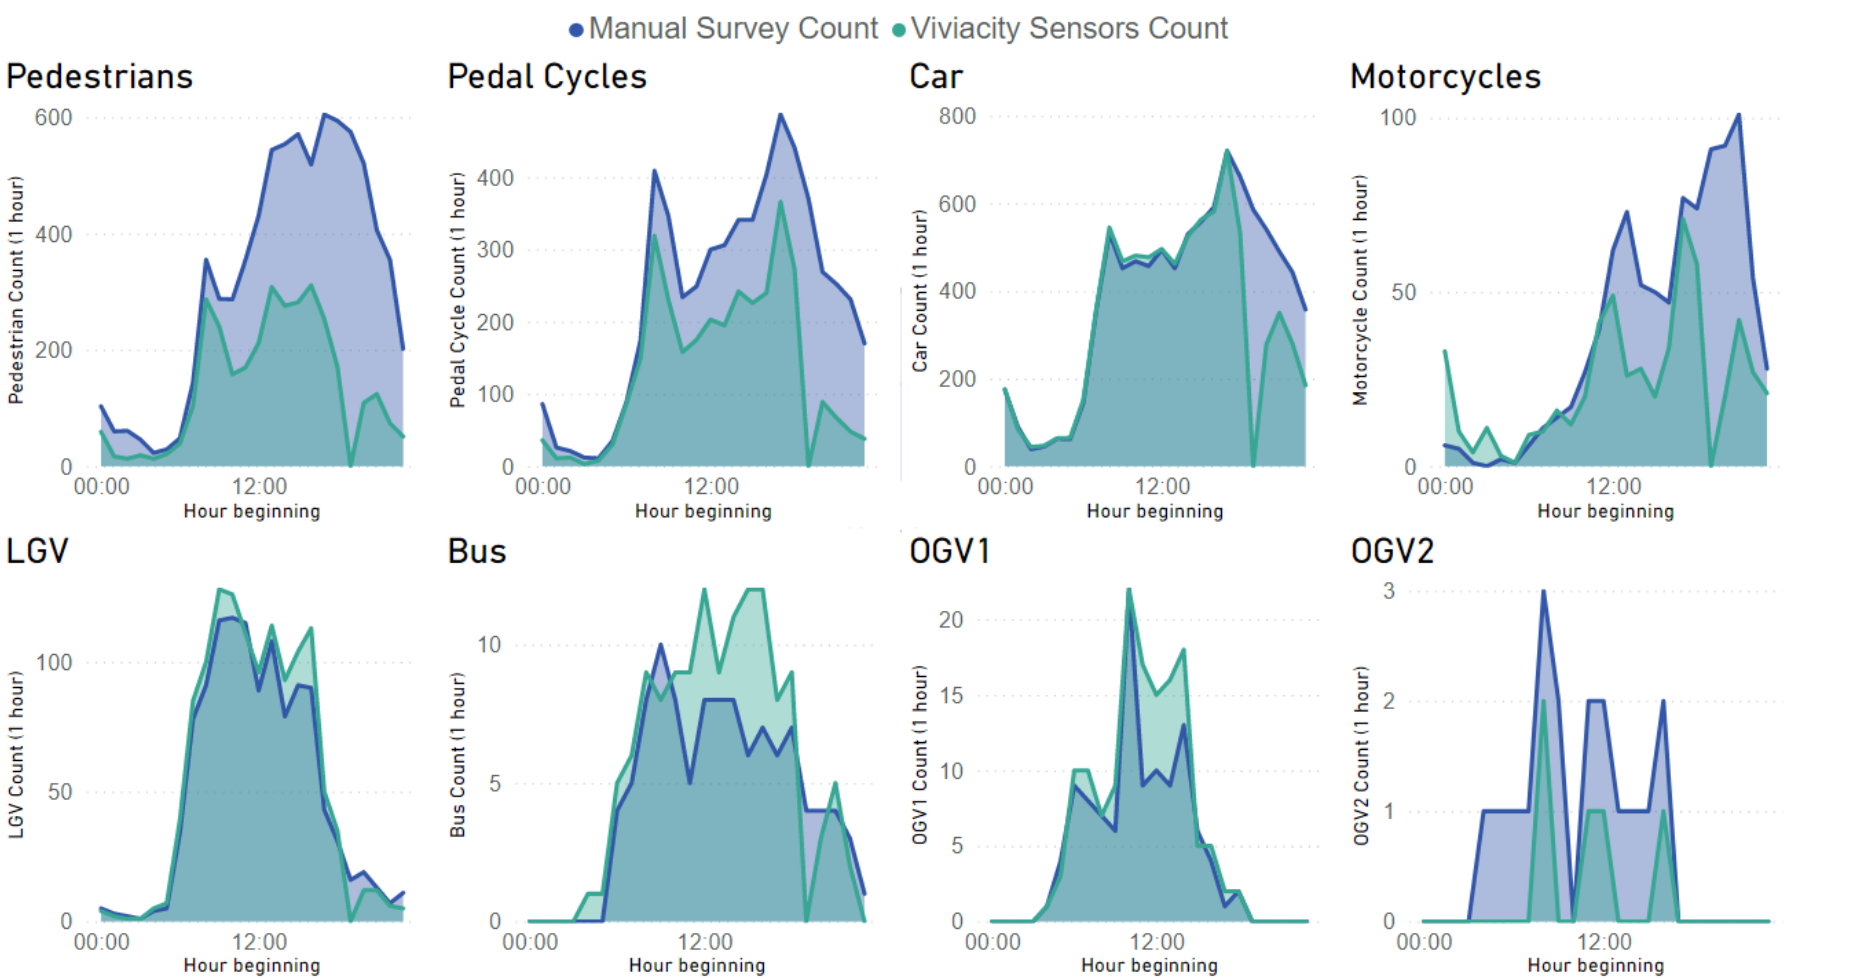 Manual Survey Count Viviacity Sensors Count
Pedestrians
600
400
200
0
00:00 12:00
Hour beginning
Pedestrian Count (1 hour)
Pedal Cycles
400
300
200
100
0
00:00 12:00
Hour beginning
Pedal Cycle Count (1 hour)
Car
800
600
400
200
0
00:00 12:00
Hour beginning
Car Count (1 hour)
Motorcycles
100
50
0
00:00 12:00
Hour beginning
Motorcycle Count (1 hour)
LGV
100
50
0
00:00 12:00
Hour beginning
LGV Count (1 hour)
Bus
10
5
0
00:00 12:00
Hour beginning
Bus Count (1 hour)
OGV1
20
15
10
5
0
00:00 12:00
Hour beginning
OGV1 Count (1 hour)
OGV2
3
2
1
0
00:00 12:00
Hour beginning
OGV2 Count (1 hour)